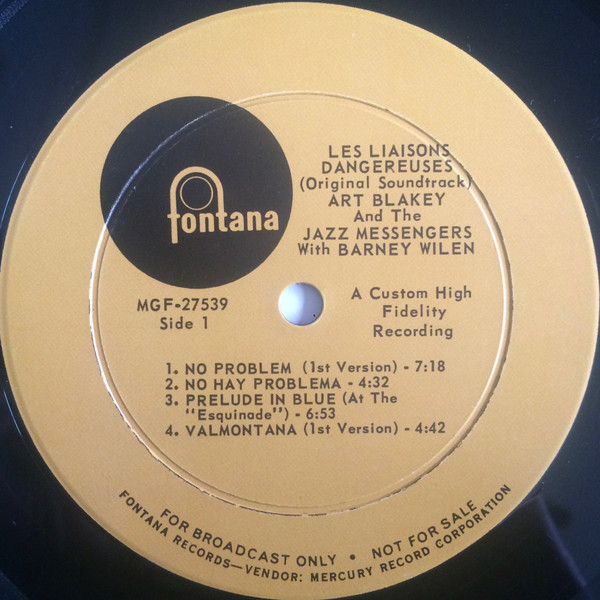 fontana
LES LIAISONS
DANGEREUSES
(Original Soundtrack)
ART BLAKEY
And The
JAZZ MESSENGERS
With BARNEY WILEN
MGF-27539
Side 1
A Custom High
Fidelity
Recording
1. NO PROBLEM (1st Version) - 7:18
2. NO HAY PROBLEMA - 4:32
3. PRELUDE IN BLUE (At The
"Esquinade") - 6:53
4. VALMONTANA (1st Version) - 4:42
FOR BROADCAST ONLY • NOT FOR SALE
FONTANA RECORDS—VENDOR: MERCURY RECORD CORPORATION